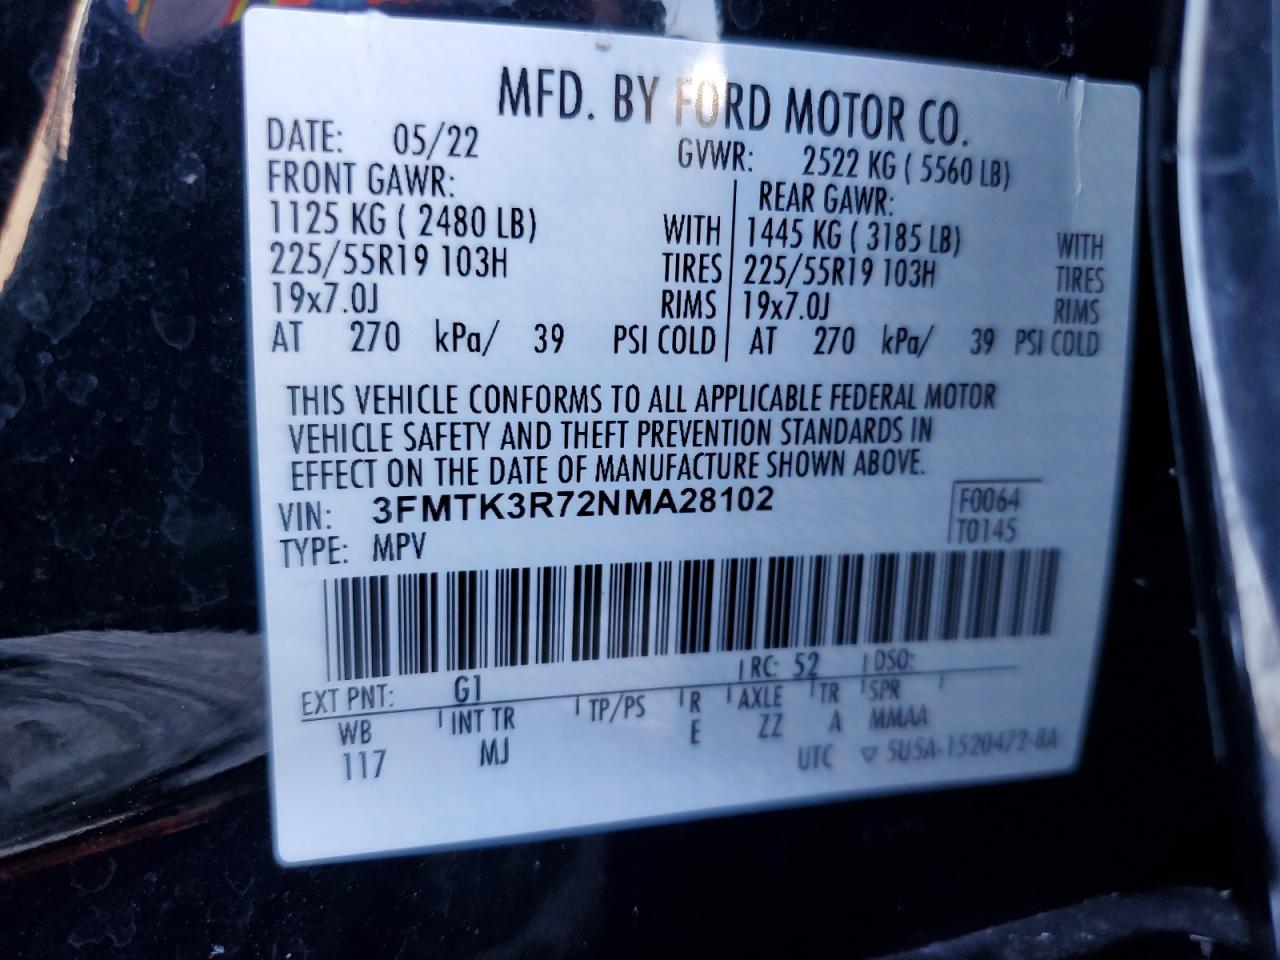 MFD. BY FORD MOTOR CO.
DATE: 05/22 GVWR: 2522 KG ( 5560 LB)
FRONT GAWR: REAR GAWR:
1125 KG ( 2480 LB) WITH 1445 KG ( 3185 LB) WITH
225/55R19 103H TIRES 225/55R19 103H TIRES
19x7.0J RIMS 19x7.0J RIMS
AT 270 kPa/ 39 PSI COLD AT 270 kPa/ 39 PSI COLD
THIS VEHICLE CONFORMS TO ALL APPLICABLE FEDERAL MOTOR
VEHICLE SAFETY AND THEFT PREVENTION STANDARDS IN
EFFECT ON THE DATE OF MANUFACTURE SHOWN ABOVE.
VIN: 3FMTK3R72NMA28102 F0064
TYPE: MPV T0145
EXT PNT: G1 RC: 52 DSO:
WB INT TR TP/PS R AXLE TR SPR
117 MJ E ZZ A MMAA
UTC ▽ 5U5A-1520472-BA